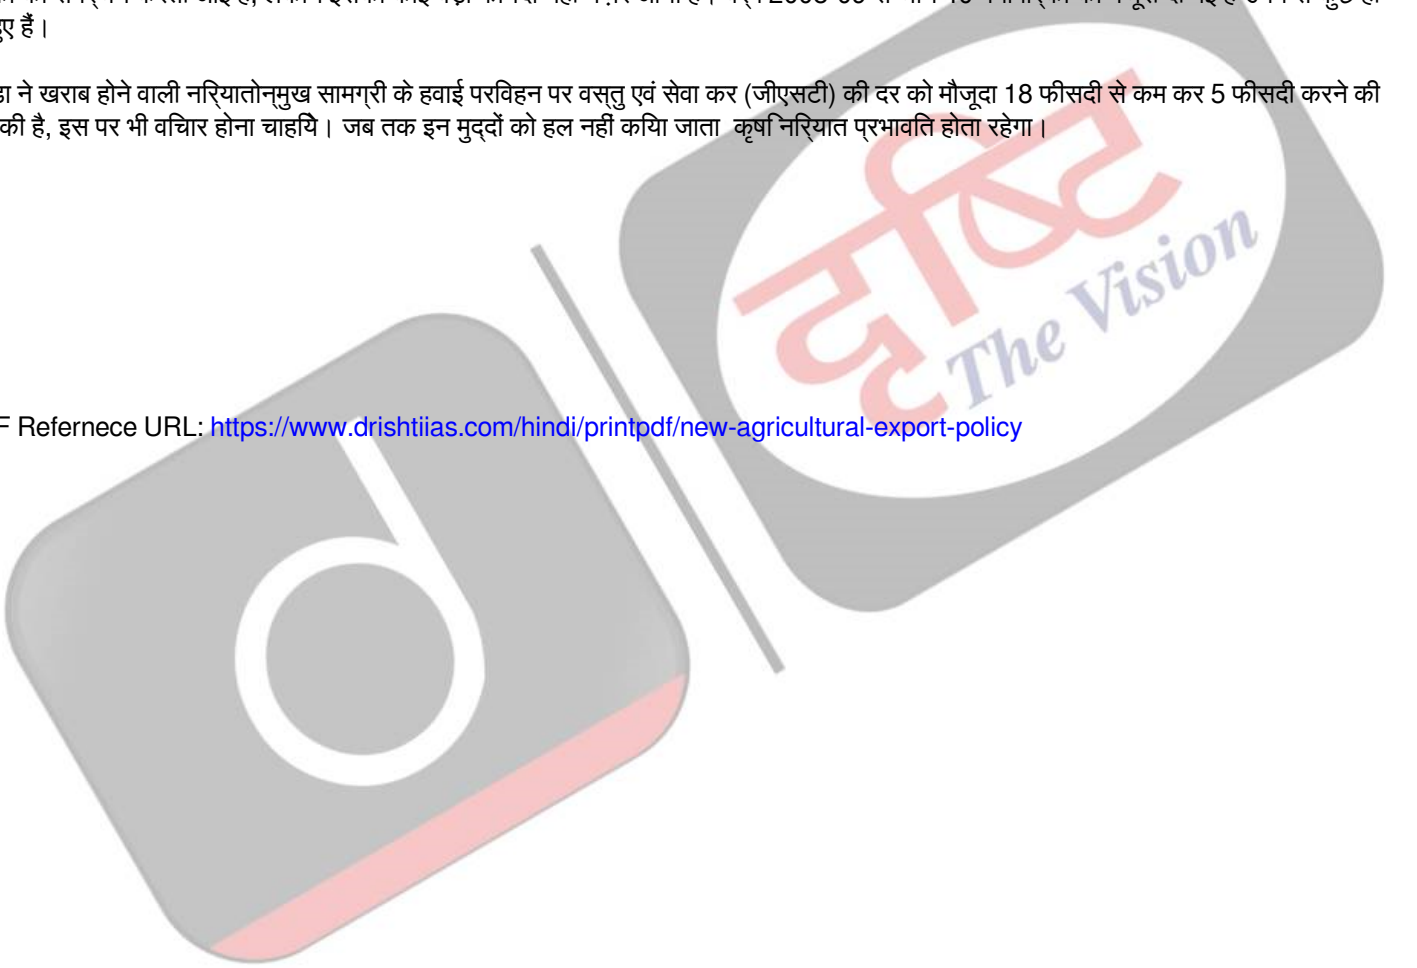 हुए हैं।
ड़ा ने खराब होने वाली निर्यातोन्मुख सामग्री के हवाई परविहन पर वस्तु एवं सेवा कर (जीएसटी) की दर को मौजूदा 18 फीसदी से कम कर 5 फीसदी करने की
की है, इस पर भी विचार होना चाहिये। जब तक इन मुद्दों को हल नहीं किया जाता कृषि निर्यात प्रभावित होता रहेगा।
दृष्टि
The Vision
F Refernece URL: https://www.drishtiias.com/hindi/printpdf/new-agricultural-export-policy